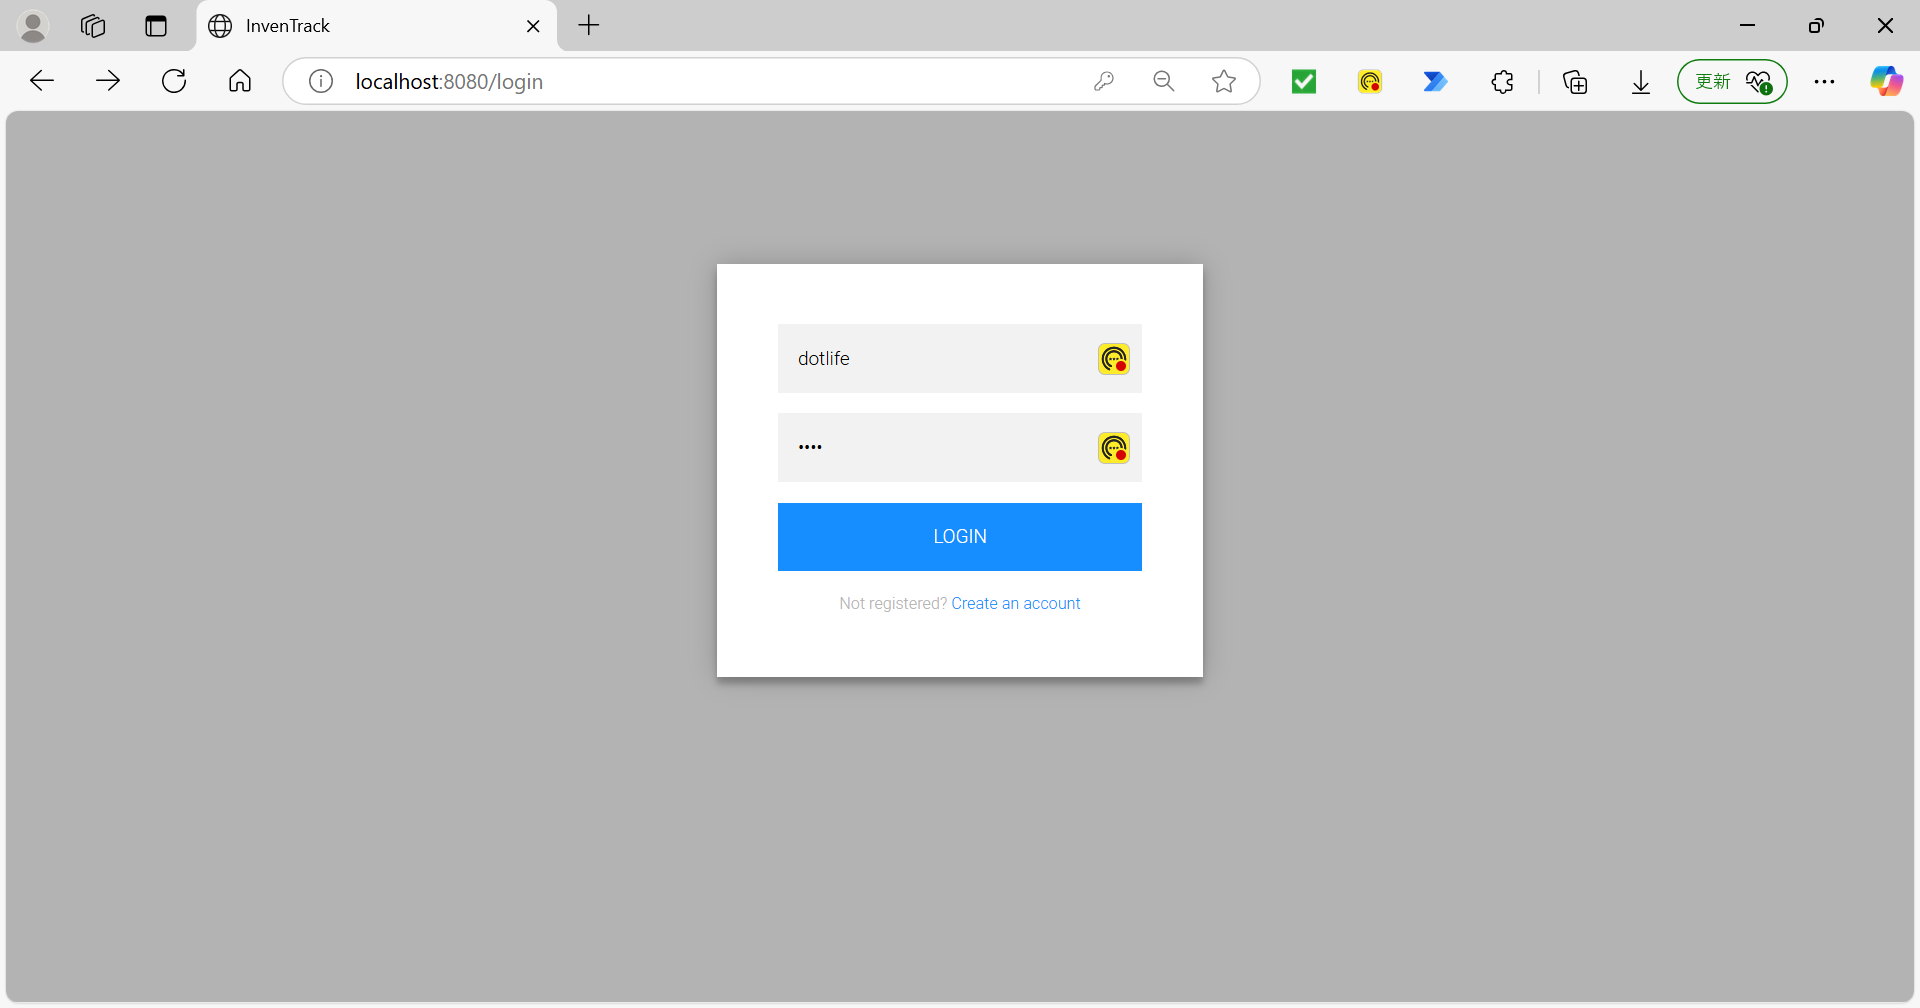 InvenTrack
localhost:8080/login
更新
dotlife
••••
LOGIN
Not registered? Create an account